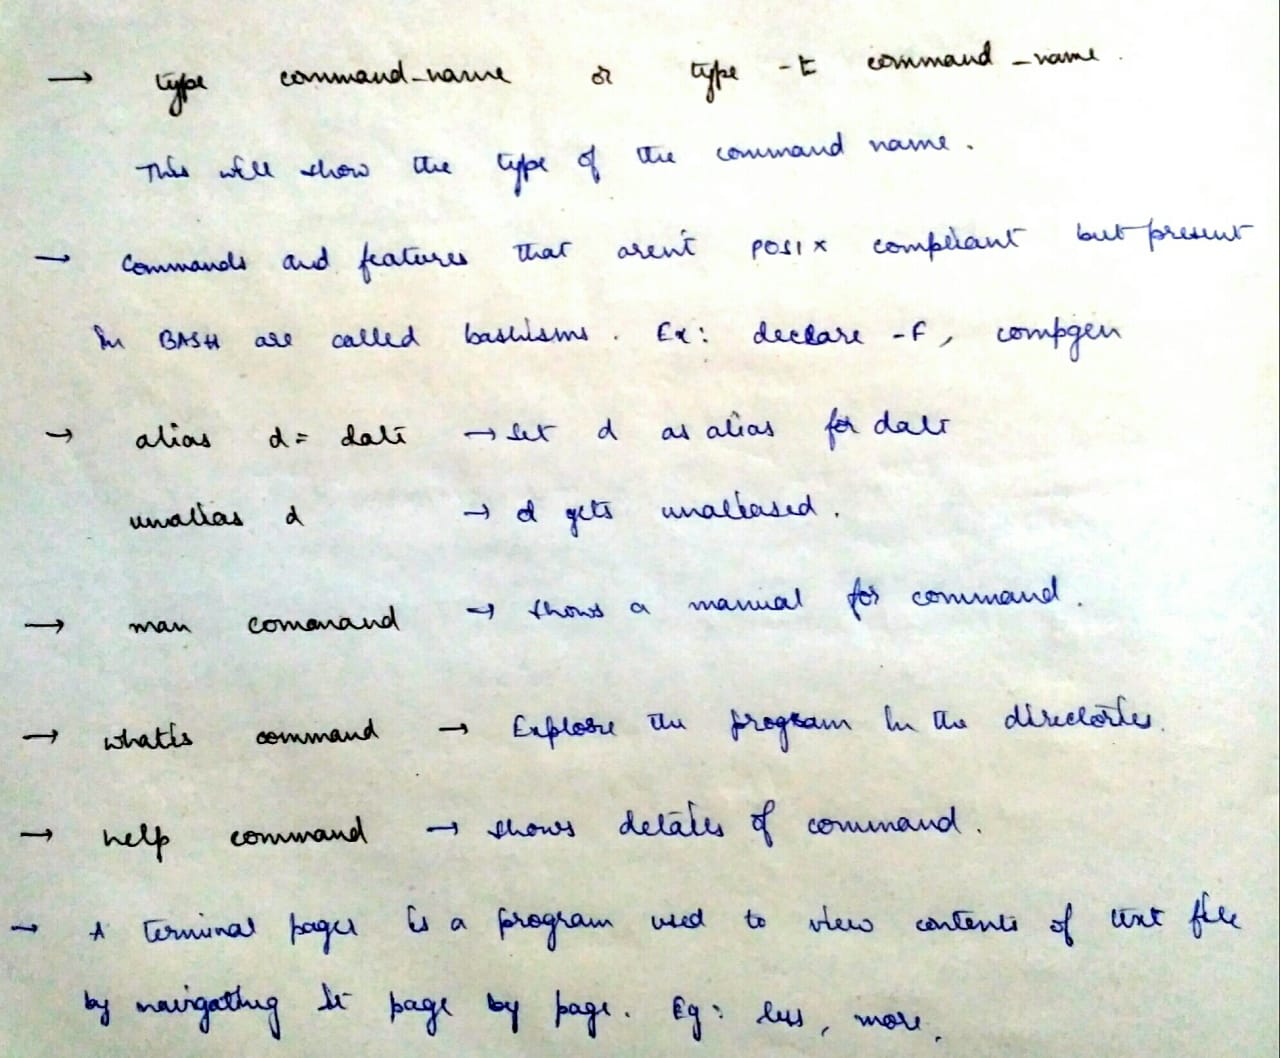 → type command_name or type -t command_name.
This will show the type of the command name.
→ Commands and features that aren't POSIX compliant but present
in BASH are called bashisms. Ex: declare -F, compgen
→ alias d= date → set d as alias for date
unalias d → d gets unaliased.
→ man command → shows a manual for command.
→ whatis command → Explore the program in the directories.
→ help command → shows details of command.
→ A terminal pager is a program used to view contents of text file
by navigating it page by page. Eg: less, more.